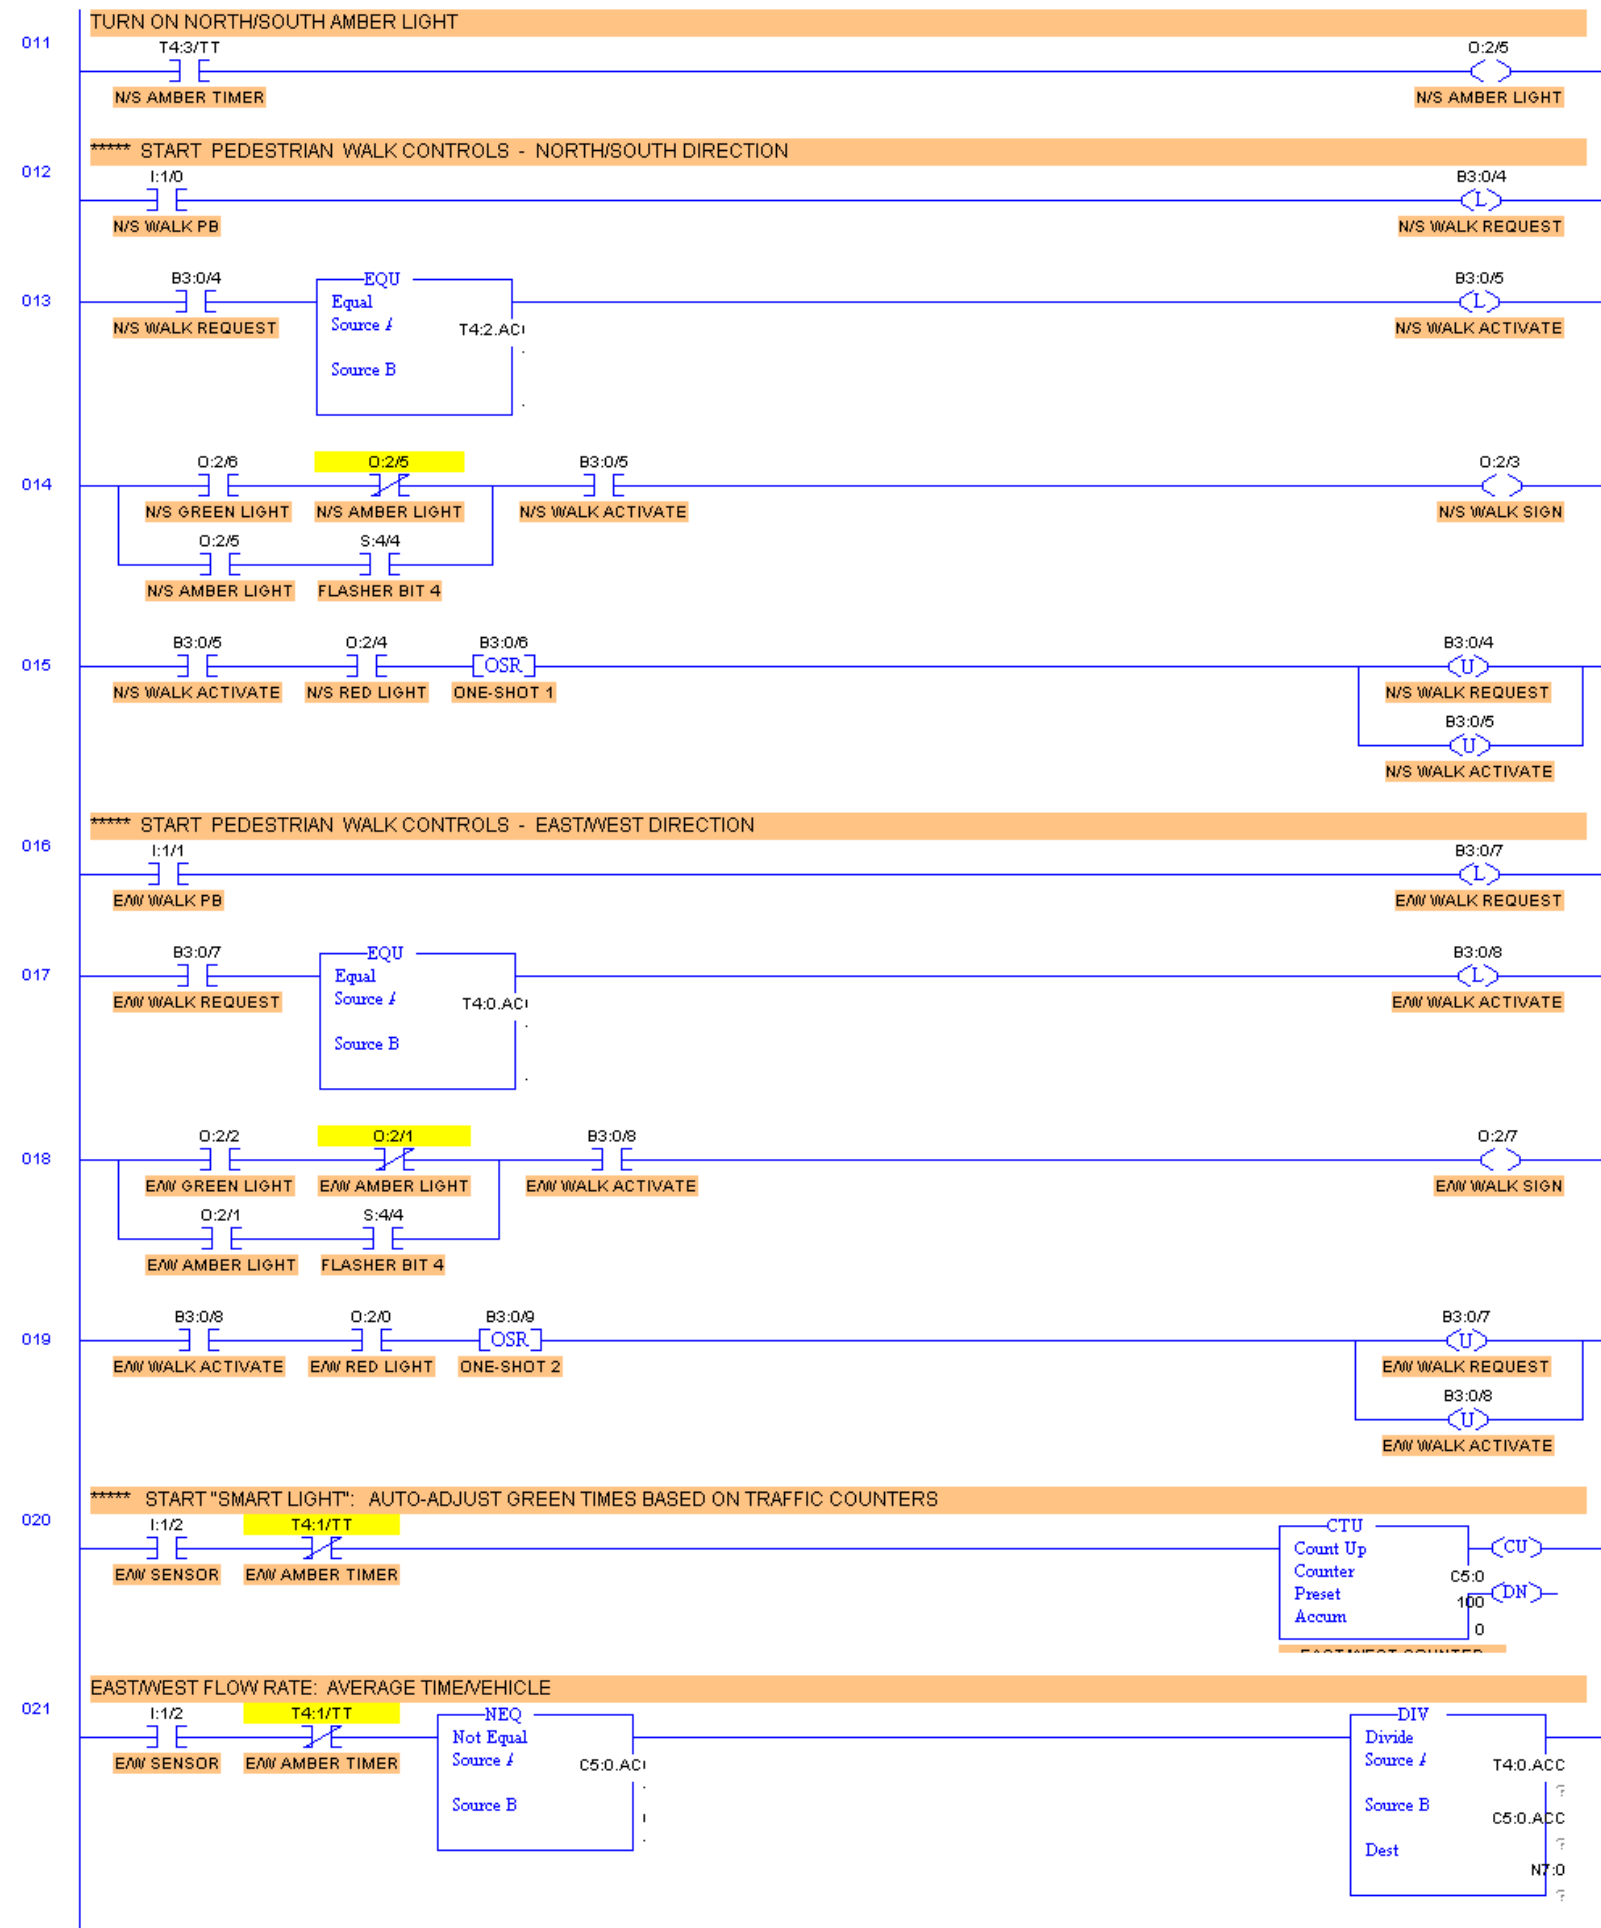 TURN ON NORTH/SOUTH AMBER LIGHT
011
T4:3/TT O:2/5
N/S AMBER TIMER N/S AMBER LIGHT
***** START PEDESTRIAN WALK CONTROLS - NORTH/SOUTH DIRECTION
012
I:1/0 B3:0/4
L
N/S WALK PB N/S WALK REQUEST
B3:0/4 EQU B3:0/5
013 Equal L
N/S WALK REQUEST Source A T4:2.AC N/S WALK ACTIVATE
Source B
O:2/6 O:2/5 B3:0/5 O:2/3
014
N/S GREEN LIGHT N/S AMBER LIGHT N/S WALK ACTIVATE N/S WALK SIGN
O:2/5 S:4/4
N/S AMBER LIGHT FLASHER BIT 4
B3:0/5 O:2/4 B3:0/6 B3:0/4
015 OSR U
N/S WALK ACTIVATE N/S RED LIGHT ONE-SHOT 1 N/S WALK REQUEST
B3:0/5
U
N/S WALK ACTIVATE
***** START PEDESTRIAN WALK CONTROLS - EAST/WEST DIRECTION
016
I:1/1 B3:0/7
L
E/W WALK PB E/W WALK REQUEST
B3:0/7 EQU B3:0/8
017 Equal L
E/W WALK REQUEST Source A T4:0.AC E/W WALK ACTIVATE
Source B
O:2/2 O:2/1 B3:0/8 O:2/7
018
E/W GREEN LIGHT E/W AMBER LIGHT E/W WALK ACTIVATE E/W WALK SIGN
O:2/1 S:4/4
E/W AMBER LIGHT FLASHER BIT 4
B3:0/8 O:2/0 B3:0/9 B3:0/7
019 OSR U
E/W WALK ACTIVATE E/W RED LIGHT ONE-SHOT 2 E/W WALK REQUEST
B3:0/8
U
E/W WALK ACTIVATE
***** START "SMART LIGHT": AUTO-ADJUST GREEN TIMES BASED ON TRAFFIC COUNTERS
020
I:1/2 T4:1/TT CTU
Count Up CU
E/W SENSOR E/W AMBER TIMER Counter C5:0
Preset 100 DN
Accum 0
EAST/WEST COUNTER
EAST/WEST FLOW RATE: AVERAGE TIME/VEHICLE
021
I:1/2 T4:1/TT NEQ DIV
Not Equal Divide
E/W SENSOR E/W AMBER TIMER Source A C5:0.AC Source A T4:0.ACC
?
Source B Source B C5:0.ACC
?
Dest N7:0
?